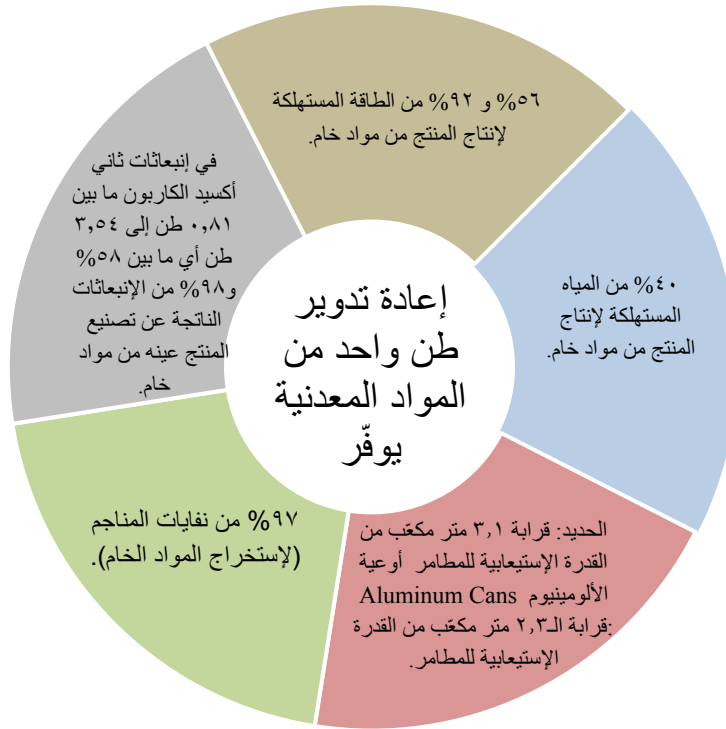 إعادة تدوير
طن واحد من
المواد المعدنية
يوفّر
٥٦% و ٩٢% من الطاقة المستهلكة
لإنتاج المنتج من مواد خام.
٤٠% من المياه
المستهلكة لإنتاج
المنتج من مواد خام.
الحديد: قرابة ٣,١ متر مكعّب من
القدرة الإستيعابية للمطامر أوعية
الألومينيوم Aluminum Cans
:قرابة الـ٢,٣ متر مكعّب من القدرة
الإستيعابية للمطامر.
٩٧% من نفايات المناجم
(لإستخراج المواد الخام).
في إنبعاثات ثاني
أكسيد الكاربون ما بين
٠,٨١ طن إلى ٣,٥٤
طن أي ما بين ٥٨%
و٩٨% من الإنبعاثات
الناتجة عن تصنيع
المنتج عينه من مواد
خام.